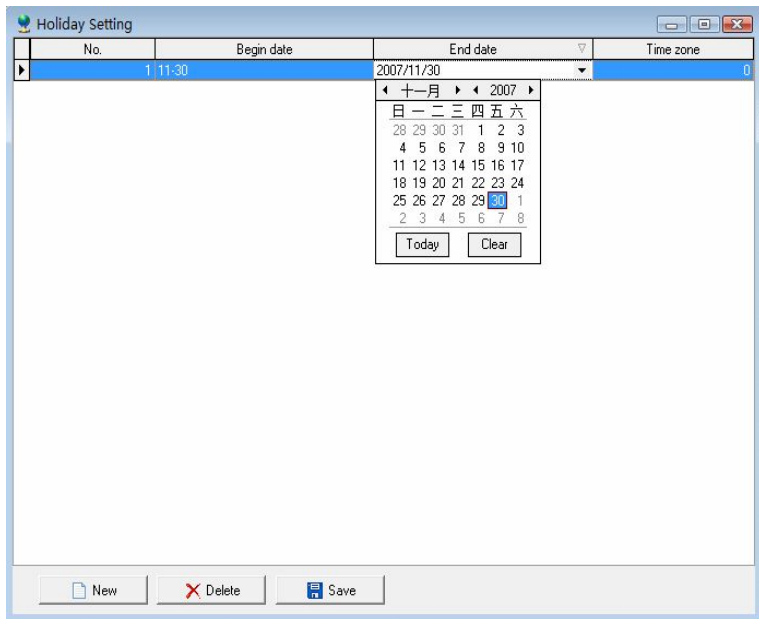 Holiday Setting
No. Begin date End date Time zone
1 11-30 2007/11/30 0
十一月 2007
日 一 二 三 四 五 六
28 29 30 31 1 2 3
4 5 6 7 8 9 10
11 12 13 14 15 16 17
18 19 20 21 22 23 24
25 26 27 28 29 30 1
2 3 4 5 6 7 8
Today Clear
New Delete Save